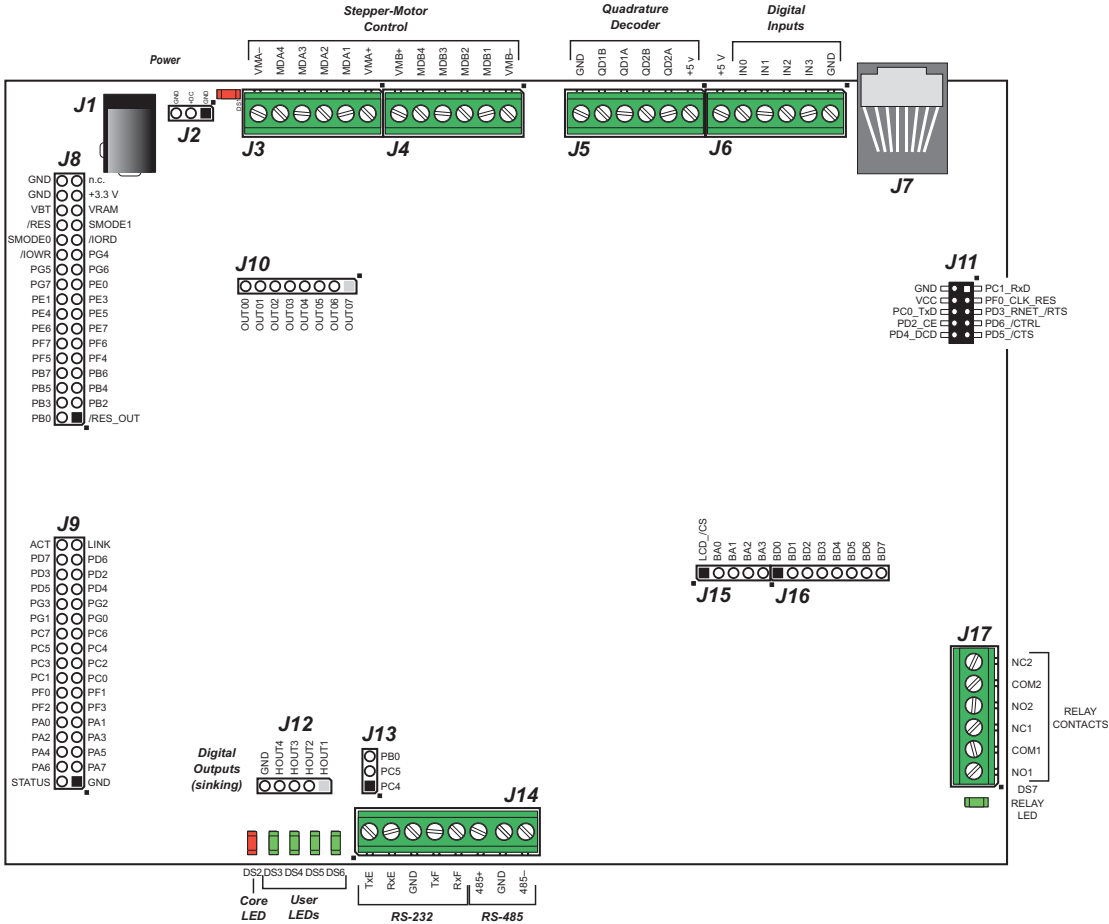 Stepper-Motor
Control
Quadrature
Decoder
Digital
Inputs
Power
VMA–
MDA4
MDA3
MDA2
MDA1
VMA+
VMB+
MDB4
MDB3
MDB2
MDB1
VMB–
GND
QD1B
QD1A
QD2B
QD2A
+5 v
+5 V
IN0
IN1
IN2
IN3
GND
J1
GND
+DC
GND
J2
J3
J4
J5
J6
J7
J8
GND n.c.
GND +3.3 V
VBT VRAM
/RES SMODE1
SMODE0 /IORD
/IOWR PG4
PG5 PG6
PG7 PE0
PE1 PE3
PE4 PE5
PE6 PE7
PF7 PF6
PF5 PF4
PB7 PB6
PB5 PB4
PB3 PB2
PB0 /RES_OUT
J10
OUT00
OUT01
OUT02
OUT03
OUT04
OUT05
OUT06
OUT07
J11
GND PC1_RxD
VCC PF0_CLK_RES
PC0_TxD PD3_RNET_/RTS
PD2_CE PD6_/CTRL
PD4_DCD PD5_/CTS
J9
ACT LINK
PD7 PD6
PD3 PD2
PD5 PD4
PG3 PG2
PG1 PG0
PC7 PC6
PC5 PC4
PC3 PC2
PC1 PC0
PF0 PF1
PF2 PF3
PA0 PA1
PA2 PA3
PA4 PA5
PA6 PA7
STATUS GND
LCD_/CS
BA0
BA1
BA2
BA3
BD0
BD1
BD2
BD3
BD4
BD5
BD6
BD7
J15
J16
J17
NC2
COM2
NO2
NC1
COM1
NO1
RELAY
CONTACTS
DS7
RELAY
LED
J12
Digital
Outputs
(sinking)
GND
HOUT4
HOUT3
HOUT2
HOUT1
J13
PB0
PC5
PC4
J14
DS2
DS3
DS4
DS5
DS6
Core
LED
User
LEDs
TxE
RxE
GND
TxF
RxF
485+
GND
485–
RS-232
RS-485